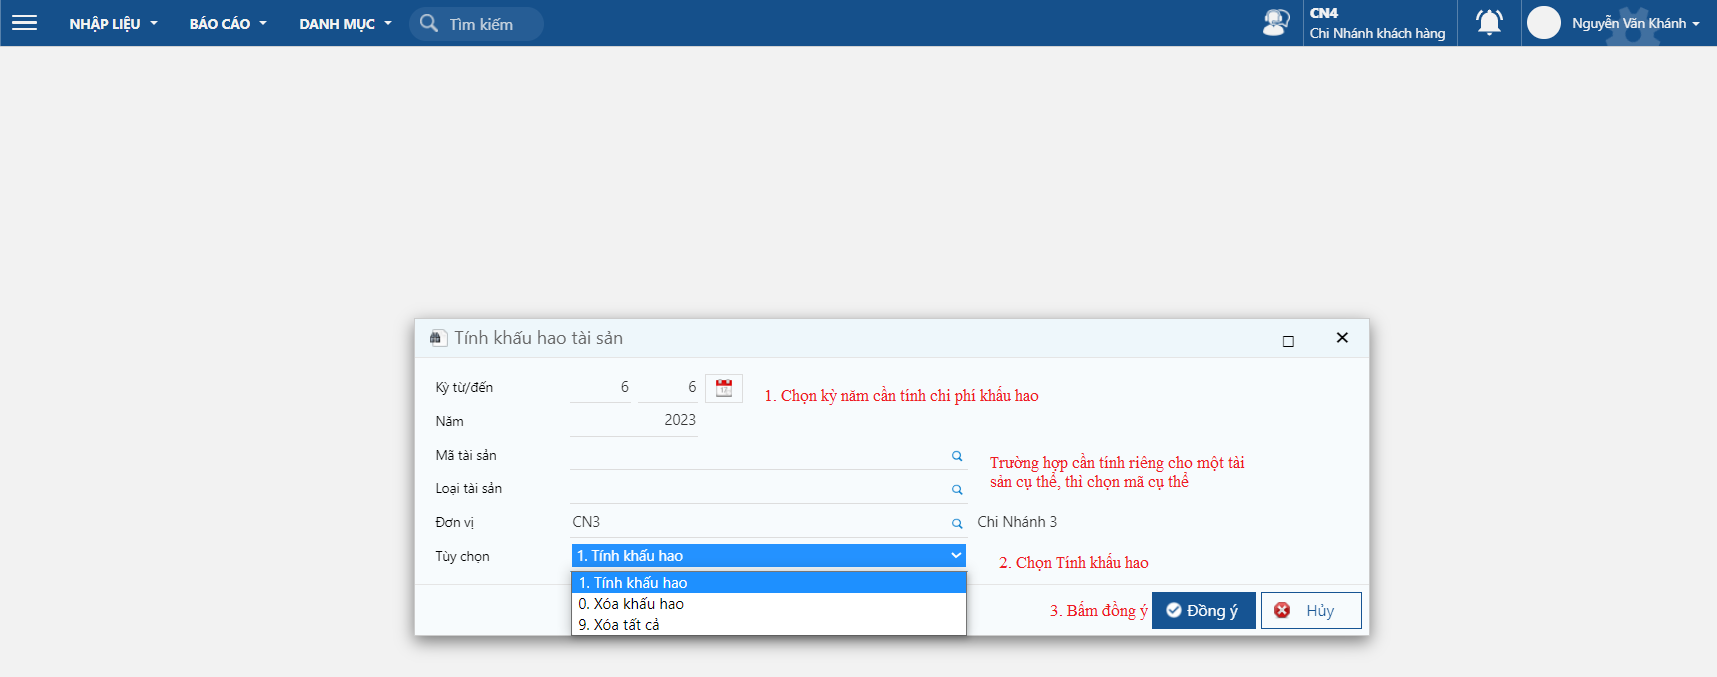 NHẬP LIỆU BÁO CÁO DANH MỤC Tìm kiếm
CN4
Chi Nhánh khách hàng
Nguyễn Văn Khánh
Tính khấu hao tài sản
Kỳ từ/đến 6 6
1. Chọn kỳ năm cần tính chi phí khấu hao
Năm 2023
Mã tài sản
Trường hợp cần tính riêng cho một tài
sản cụ thể, thì chọn mã cụ thể
Loại tài sản
Đơn vị CN3 Chi Nhánh 3
Tùy chọn 1. Tính khấu hao
2. Chọn Tính khấu hao
1. Tính khấu hao
0. Xóa khấu hao
9. Xóa tất cả
3. Bấm đồng ý Đồng ý Hủy